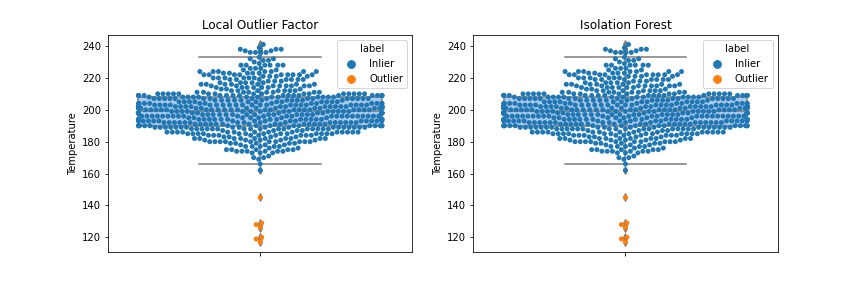 Local Outlier Factor
Temperature
240
220
200
180
160
140
120
label
Inlier
Outlier
Isolation Forest
Temperature
240
220
200
180
160
140
120
label
Inlier
Outlier